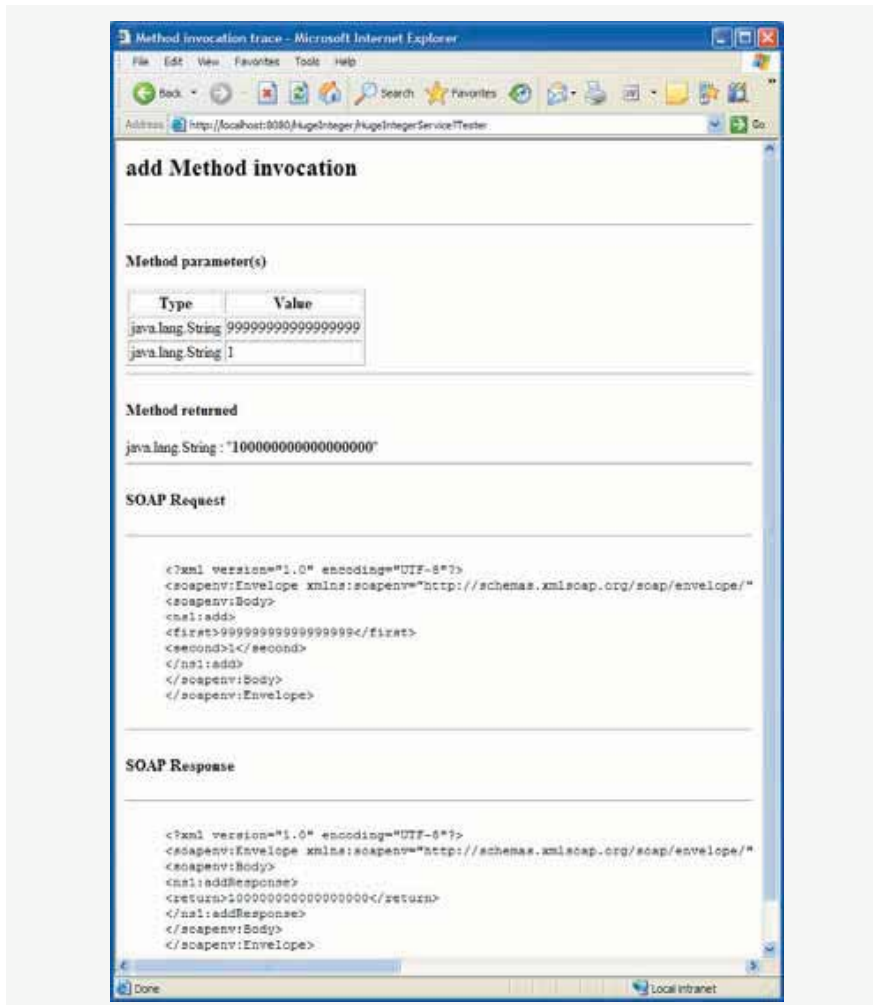 Method invocation trace - Microsoft Internet Explorer
File Edit View Favorites Tools Help
Back Search Favorites
Address http://localhost:8080/HugeInteger/HugeIntegerService?Tester Go
add Method invocation
Method parameter(s)
Type Value
java.lang.String 99999999999999999
java.lang.String 1
Method returned
java.lang.String : "100000000000000000"
SOAP Request
<?xml version="1.0" encoding="UTF-8"?>
<soapenv:Envelope xmlns:soapenv="http://schemas.xmlsoap.org/soap/envelope/"
<soapenv:Body>
<ns1:add>
<first>99999999999999999</first>
<second>1</second>
</ns1:add>
</soapenv:Body>
</soapenv:Envelope>
SOAP Response
<?xml version="1.0" encoding="UTF-8"?>
<soapenv:Envelope xmlns:soapenv="http://schemas.xmlsoap.org/soap/envelope/"
<soapenv:Body>
<ns1:addResponse>
<return>100000000000000000</return>
</ns1:addResponse>
</soapenv:Body>
</soapenv:Envelope>
Done Local intranet